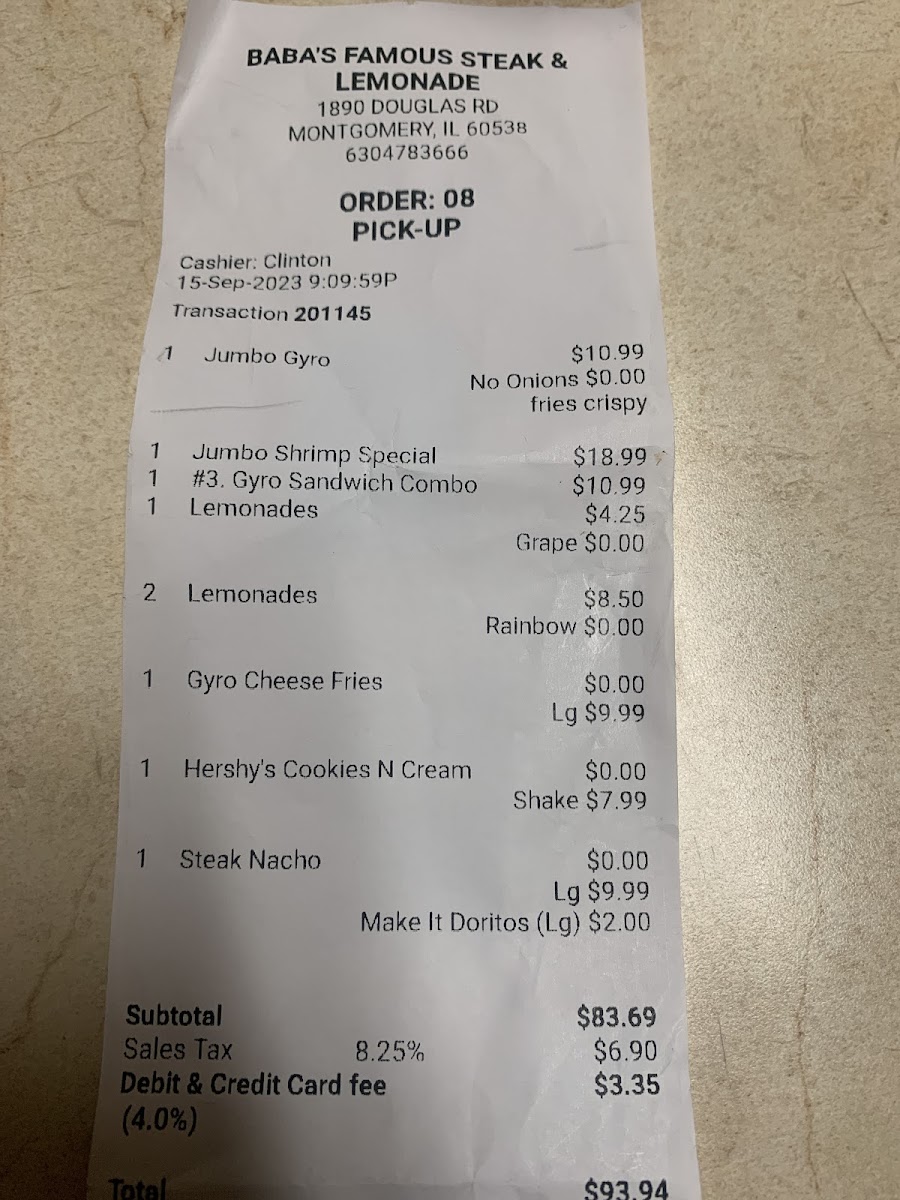 BABA'S FAMOUS STEAK &
LEMONADE
1890 DOUGLAS RD
MONTGOMERY, IL 60538
6304783666
ORDER: 08
PICK-UP
Cashier: Clinton
15-Sep-2023 9:09:59P
Transaction 201145
1 Jumbo Gyro $10.99
No Onions $0.00
fries crispy
1 Jumbo Shrimp Special $18.99
1 #3. Gyro Sandwich Combo $10.99
1 Lemonades $4.25
Grape $0.00
2 Lemonades $8.50
Rainbow $0.00
1 Gyro Cheese Fries $0.00
Lg $9.99
1 Hershy's Cookies N Cream $0.00
Shake $7.99
1 Steak Nacho $0.00
Lg $9.99
Make It Doritos (Lg) $2.00
Subtotal $83.69
Sales Tax 8.25% $6.90
Debit & Credit Card fee $3.35
(4.0%)
Total $93.94